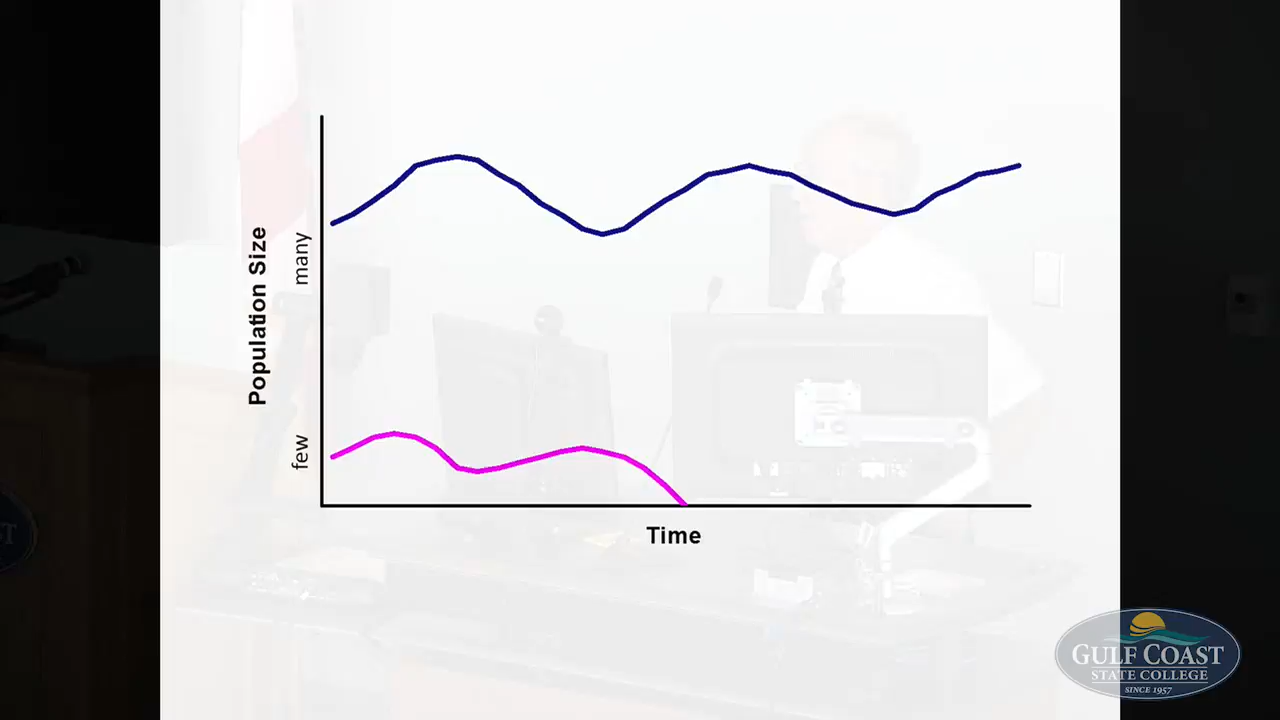 Population Size
many
few
Time
GULF COAST
STATE COLLEGE
SINCE 1957